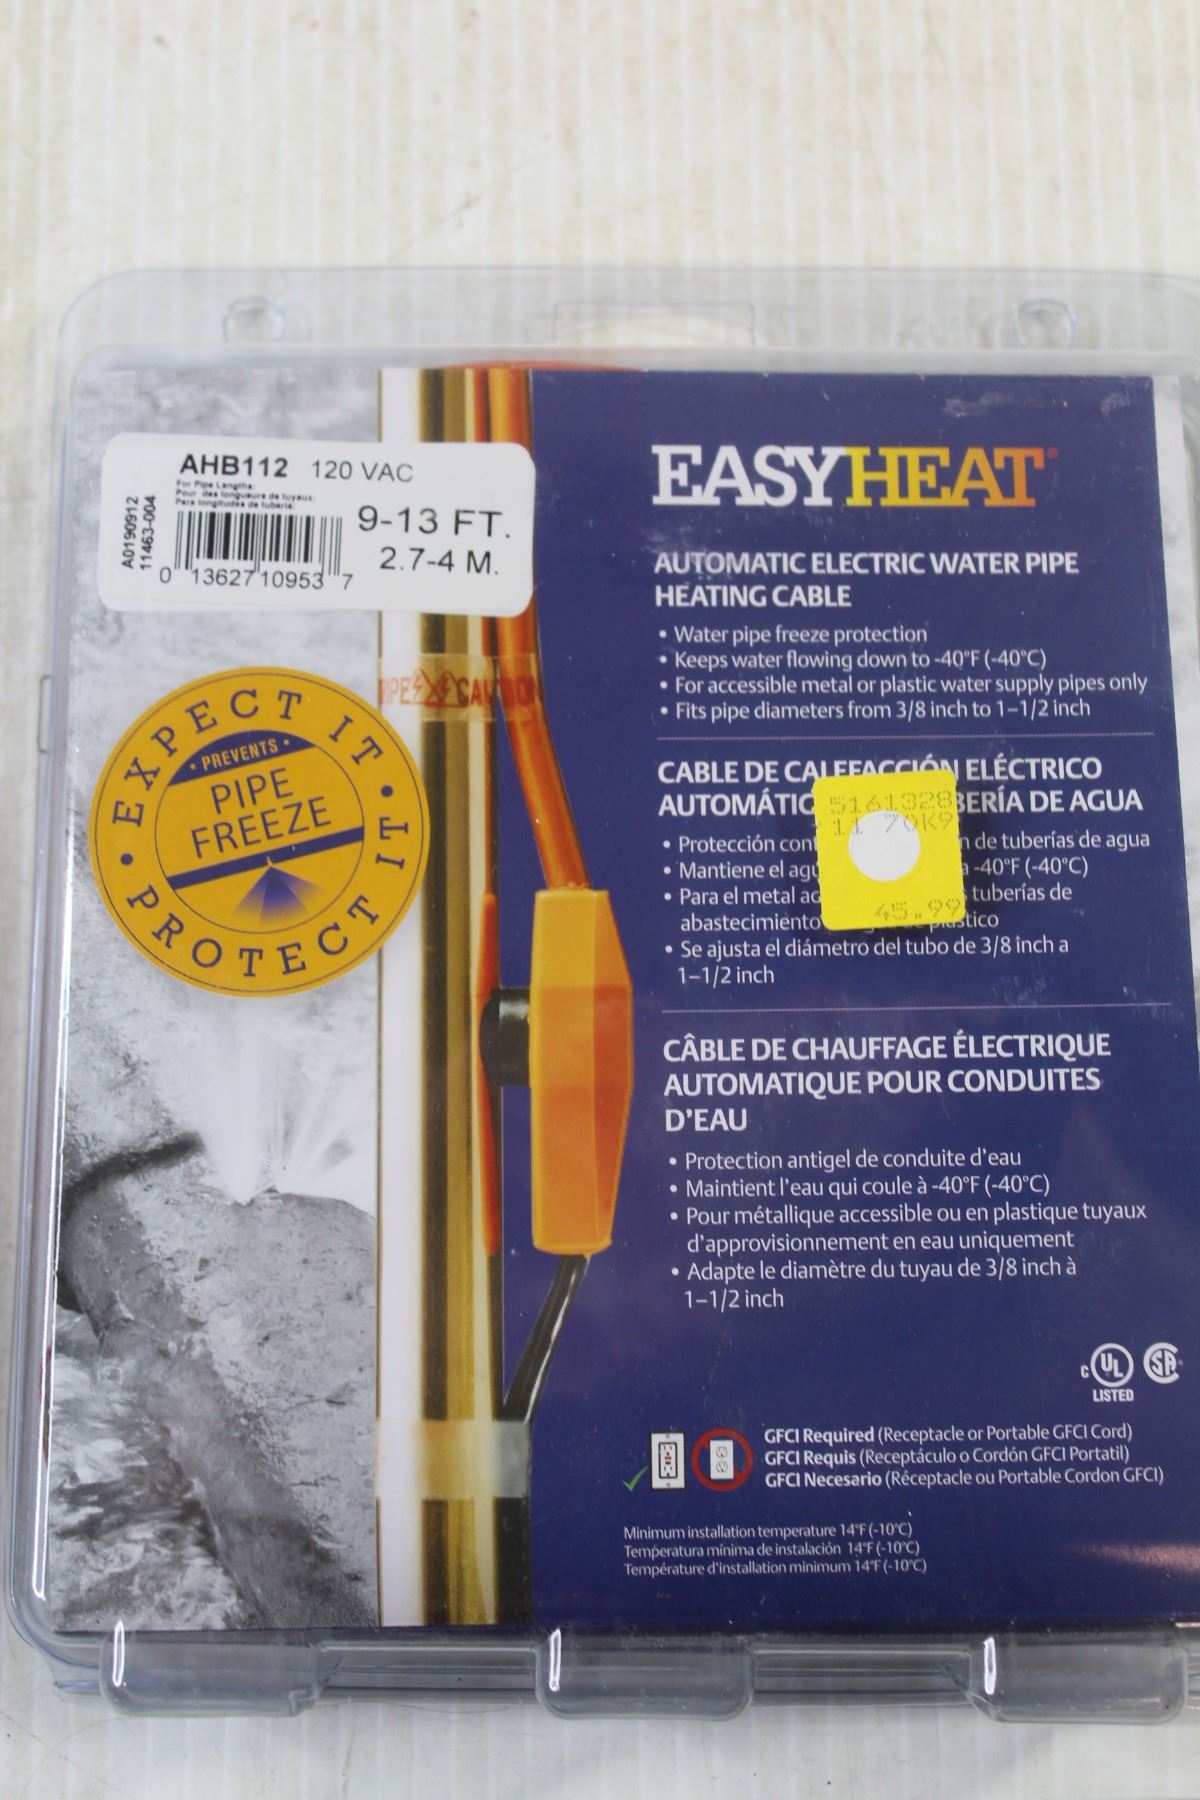 AHB112 120 VAC
For Pipe Lengths:
Pour des longueurs de tuyaux:
Para longitudes de tubería:
9-13 FT.
2.7-4 M.
A0190912
11463-004
0 13627 10953 7
EXPECT IT
• PREVENTS •
PIPE
FREEZE
• PROTECT IT •
PIPE CAUTION
EASYHEAT®
AUTOMATIC ELECTRIC WATER PIPE
HEATING CABLE
• Water pipe freeze protection
• Keeps water flowing down to -40°F (-40°C)
• For accessible metal or plastic water supply pipes only
• Fits pipe diameters from 3/8 inch to 1–1/2 inch
CABLE DE CALEFACCIÓN ELÉCTRICO
AUTOMÁTIC BERÍA DE AGUA
5161328
11 70K9
45.99
• Protección con n de tuberías de agua
• Mantiene el agu a -40°F (-40°C)
• Para el metal ac s tuberías de
abastecimiento plástico
• Se ajusta el diámetro del tubo de 3/8 inch a
1–1/2 inch
CÂBLE DE CHAUFFAGE ÉLECTRIQUE
AUTOMATIQUE POUR CONDUITES
D'EAU
• Protection antigel de conduite d'eau
• Maintient l'eau qui coule à -40°F (-40°C)
• Pour métallique accessible ou en plastique tuyaux
d'approvisionnement en eau uniquement
• Adapte le diamètre du tuyau de 3/8 inch à
1–1/2 inch
c UL SA
LISTED
GFCI Required (Receptacle or Portable GFCI Cord)
GFCI Requis (Receptáculo o Cordón GFCI Portatil)
GFCI Necesario (Réceptacle ou Portable Cordon GFCI)
Minimum installation temperature 14°F (-10°C)
Temperatura mínima de instalación 14°F (-10°C)
Température d'installation minimum 14°F (-10°C)